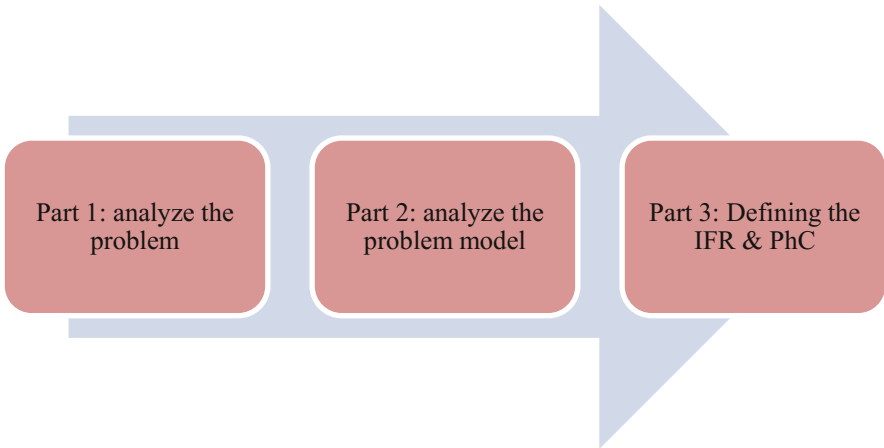 Part 1: analyze the
problem
Part 2: analyze the
problem model
Part 3: Defining the
IFR & PhC